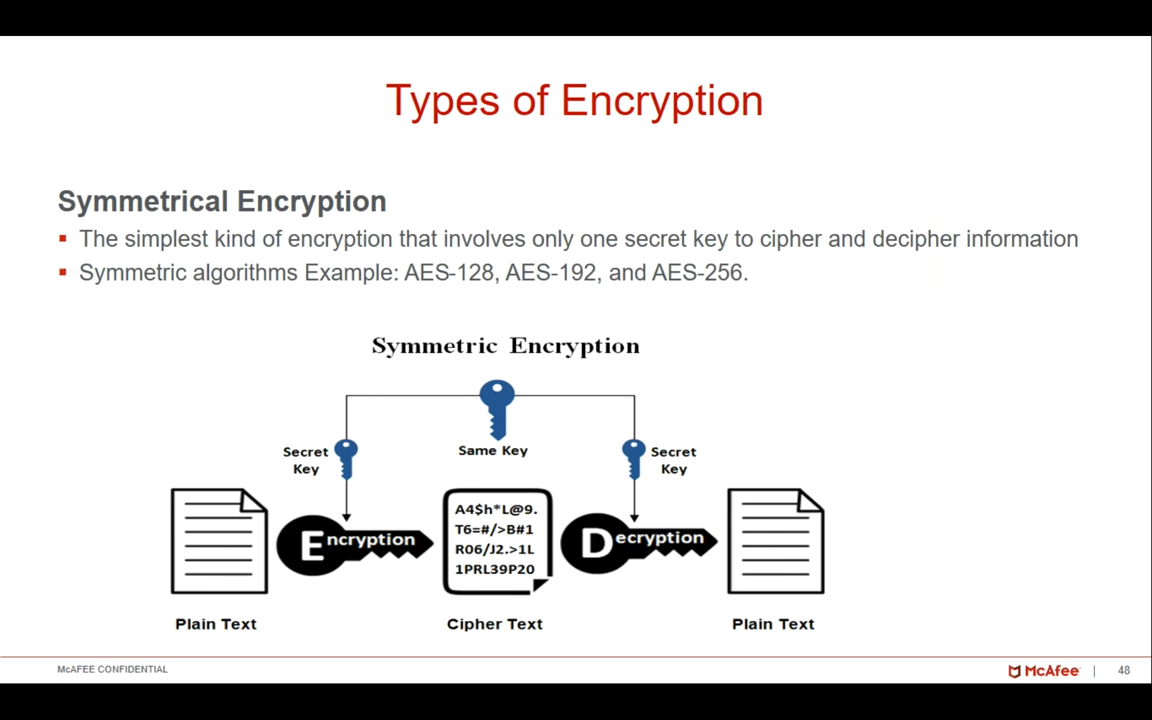 Types of Encryption
Symmetrical Encryption
▪ The simplest kind of encryption that involves only one secret key to cipher and decipher information
▪ Symmetric algorithms Example: AES-128, AES-192, and AES-256.
Symmetric Encryption
Secret
Key
Same Key
Secret
Key
Encryption
A4$h*L@9.
T6=#/>B#1
R06/J2.>1L
1PRL39P20
Decryption
Plain Text
Cipher Text
Plain Text
McAFEE CONFIDENTIAL
McAfee | 48